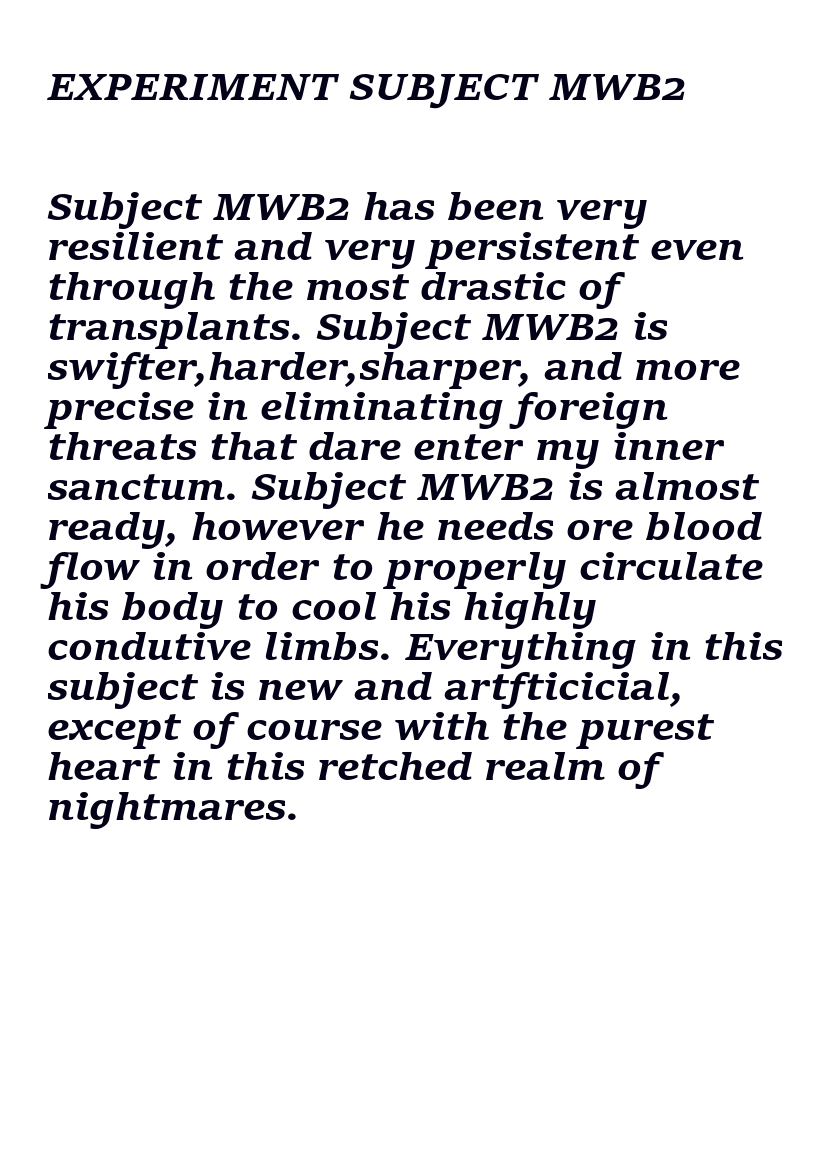 EXPERIMENT SUBJECT MWB2
Subject MWB2 has been very
resilient and very persistent even
through the most drastic of
transplants. Subject MWB2 is
swifter,harder,sharper, and more
precise in eliminating foreign
threats that dare enter my inner
sanctum. Subject MWB2 is almost
ready, however he needs ore blood
flow in order to properly circulate
his body to cool his highly
condutive limbs. Everything in this
subject is new and artfticicial,
except of course with the purest
heart in this retched realm of
nightmares.